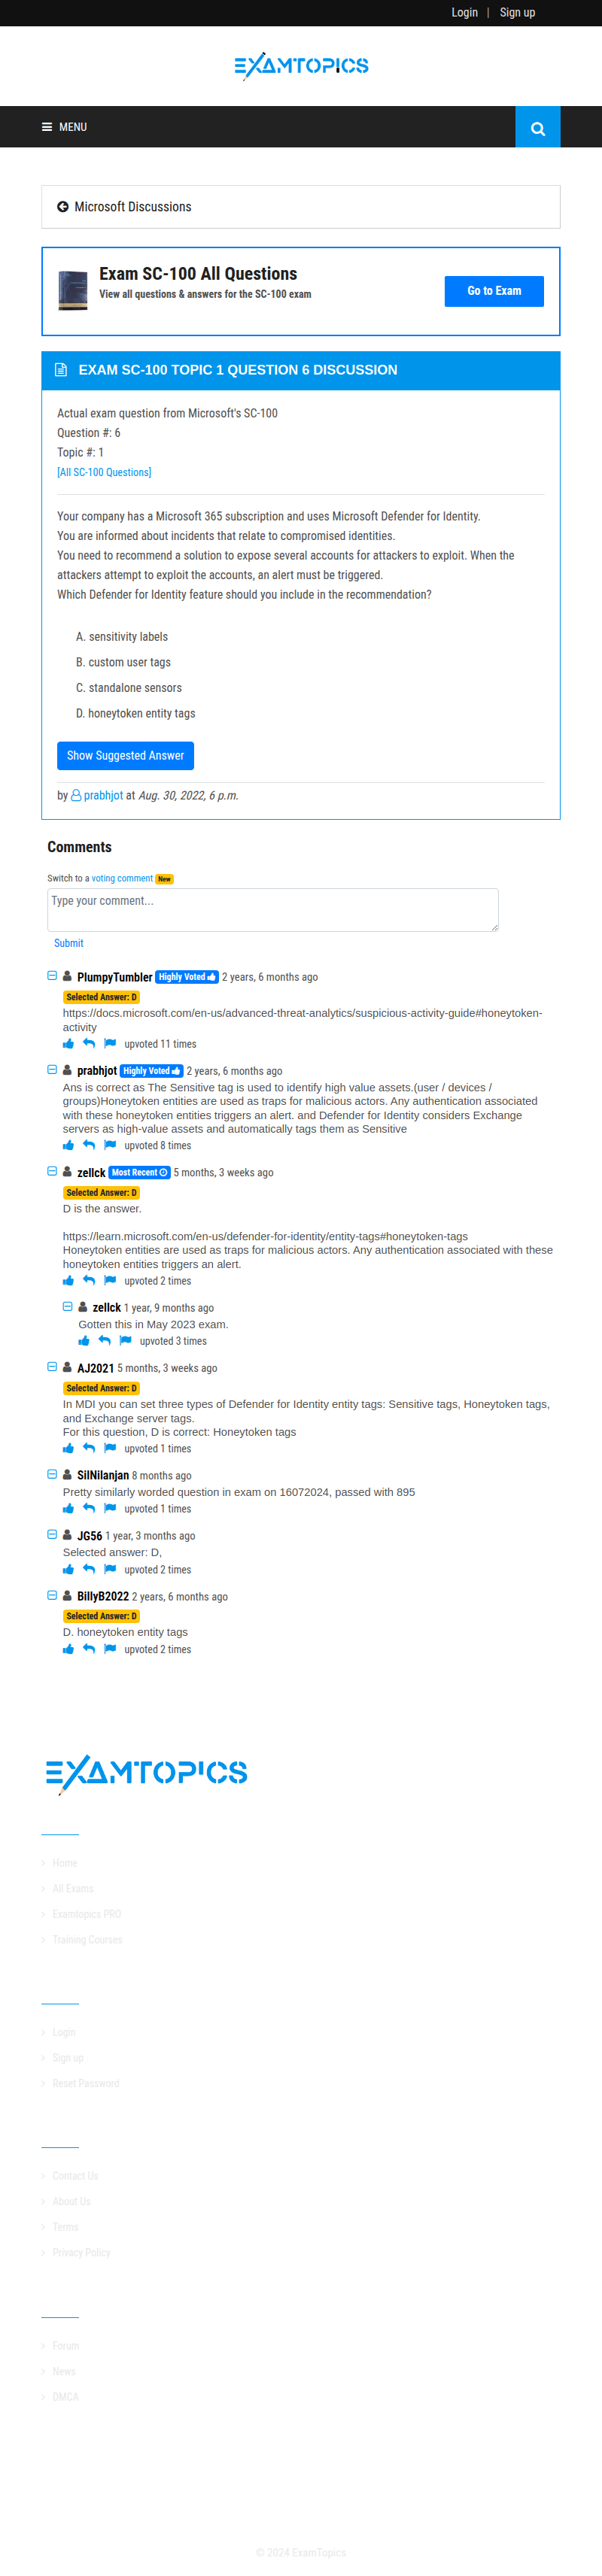 Login | Sign up
EXAMTOPICS
MENU
Microsoft Discussions
Exam SC-100 All Questions
View all questions & answers for the SC-100 exam
Go to Exam
EXAM SC-100 TOPIC 1 QUESTION 6 DISCUSSION
Actual exam question from Microsoft's SC-100
Question #: 6
Topic #: 1
[All SC-100 Questions]
Your company has a Microsoft 365 subscription and uses Microsoft Defender for Identity.
You are informed about incidents that relate to compromised identities.
You need to recommend a solution to expose several accounts for attackers to exploit. When the
attackers attempt to exploit the accounts, an alert must be triggered.
Which Defender for Identity feature should you include in the recommendation?
A. sensitivity labels
B. custom user tags
C. standalone sensors
D. honeytoken entity tags
Show Suggested Answer
by prabhjot at Aug. 30, 2022, 6 p.m.
Comments
Switch to a voting comment New
Type your comment...
Submit
PlumpyTumbler Highly Voted 2 years, 6 months ago
Selected Answer: D
https://docs.microsoft.com/en-us/advanced-threat-analytics/suspicious-activity-guide#honeytoken-
activity
upvoted 11 times
prabhjot Highly Voted 2 years, 6 months ago
Ans is correct as The Sensitive tag is used to identify high value assets.(user / devices /
groups)Honeytoken entities are used as traps for malicious actors. Any authentication associated
with these honeytoken entities triggers an alert. and Defender for Identity considers Exchange
servers as high-value assets and automatically tags them as Sensitive
upvoted 8 times
zellck Most Recent 5 months, 3 weeks ago
Selected Answer: D
D is the answer.
https://learn.microsoft.com/en-us/defender-for-identity/entity-tags#honeytoken-tags
Honeytoken entities are used as traps for malicious actors. Any authentication associated with these
honeytoken entities triggers an alert.
upvoted 2 times
zellck 1 year, 9 months ago
Gotten this in May 2023 exam.
upvoted 3 times
AJ2021 5 months, 3 weeks ago
Selected Answer: D
In MDI you can set three types of Defender for Identity entity tags: Sensitive tags, Honeytoken tags,
and Exchange server tags.
For this question, D is correct: Honeytoken tags
upvoted 1 times
SilNilanjan 8 months ago
Pretty similarly worded question in exam on 16072024, passed with 895
upvoted 1 times
JG56 1 year, 3 months ago
Selected answer: D,
upvoted 2 times
BillyB2022 2 years, 6 months ago
Selected Answer: D
D. honeytoken entity tags
upvoted 2 times
EXAMTOPICS
Home
All Exams
Examtopics PRO
Training Courses
Login
Sign up
Reset Password
Contact Us
About Us
Terms
Privacy Policy
Forum
News
DMCA
© 2024 ExamTopics